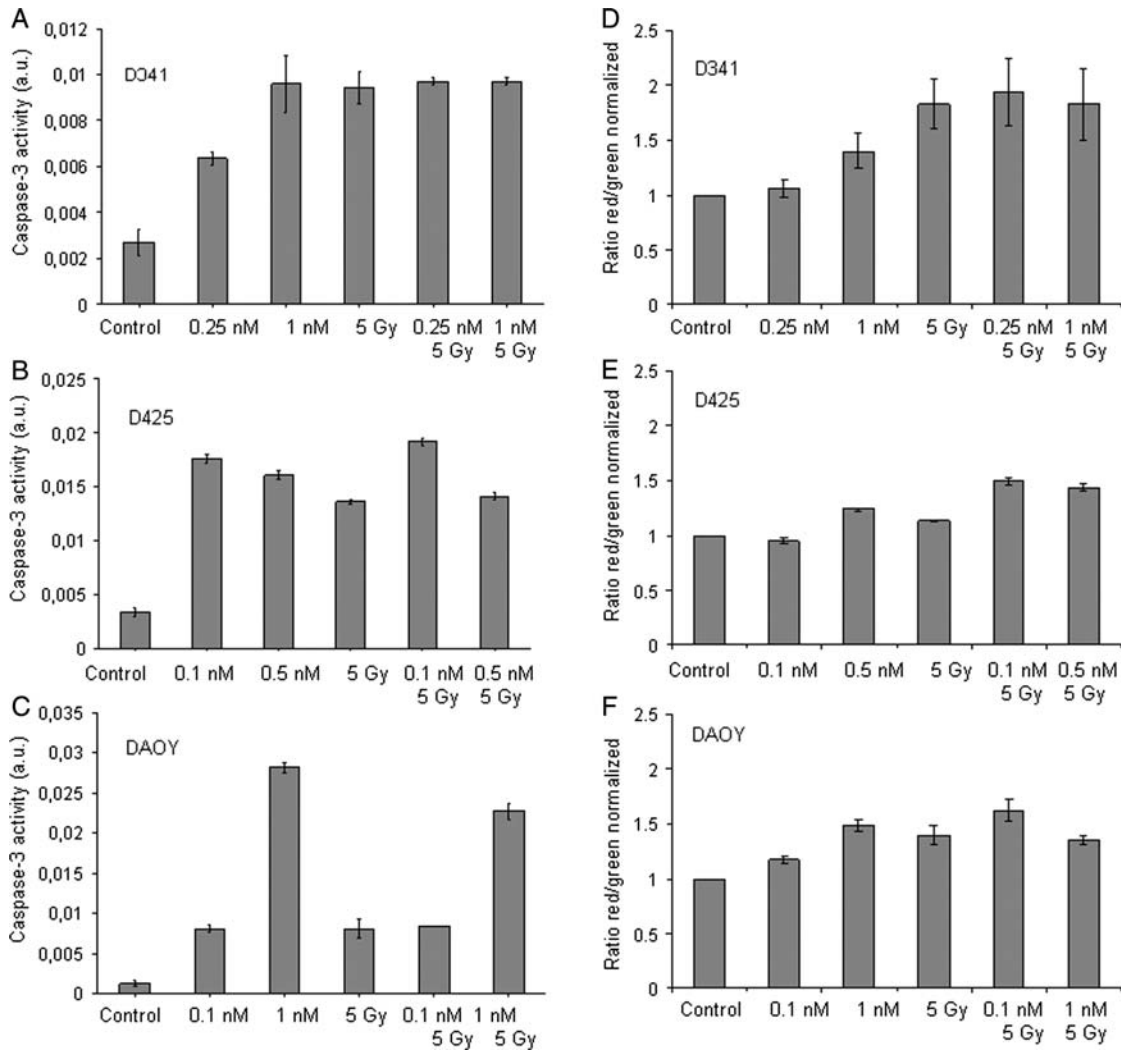 A
Caspase-3 activity (a.u.)
0,012
0,01
0,008
0,006
0,004
0,002
0
D341
Control 0.25 nM 1 nM 5 Gy 0.25 nM 1 nM
5 Gy 5 Gy
B
Caspase-3 activity (a.u.)
0,025
0,02
0,015
0,01
0,005
0
D425
Control 0.1 nM 0.5 nM 5 Gy 0.1 nM 0.5 nM
5 Gy 5 Gy
C
Caspase-3 activity (a.u.)
0,035
0,03
0,025
0,02
0,015
0,01
0,005
0
DAOY
Control 0.1 nM 1 nM 5 Gy 0.1 nM 1 nM
5 Gy 5 Gy
D
Ratio red/green normalized
2.5
2
1.5
1
0.5
0
D341
Control 0.25 nM 1 nM 5 Gy 0.25 nM 1 nM
5 Gy 5 Gy
E
Ratio red/green normalized
2.5
2
1.5
1
0.5
0
D425
Control 0.1 nM 0.5 nM 5 Gy 0.1 nM 0.5 nM
5 Gy 5 Gy
F
Ratio red/green normalized
2.5
2
1.5
1
0.5
0
DAOY
Control 0.1 nM 1 nM 5 Gy 0.1 nM 1 nM
5 Gy 5 Gy